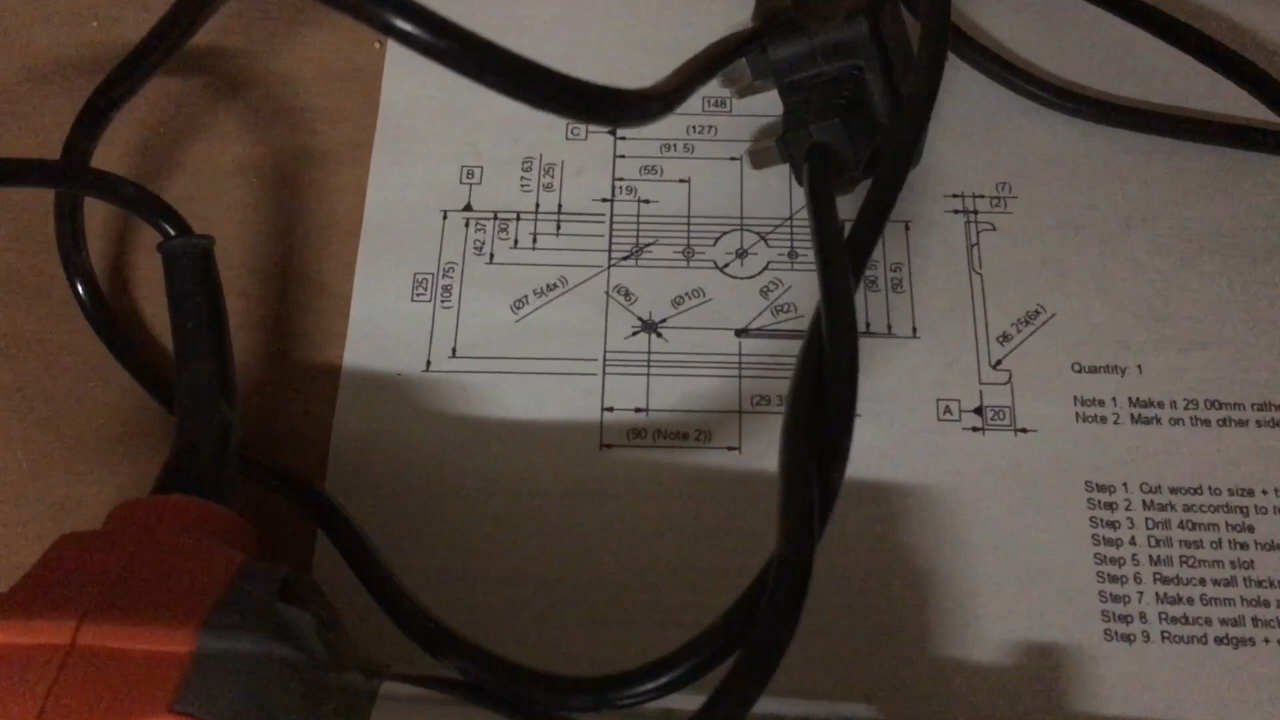 148
C
(127)
(91.5)
(55)
(19)
B
(17.63)
(6.25)
(42.37)
(30)
125
(108.75)
(Ø7.5(4x))
(Ø6)
(Ø10)
(R3)
(R2)
(90.5)
(92.5)
(7)
(2)
R6.25(6x)
A
20
(29.3
(90 (Note 2))
Quantity: 1
Note 1. Make it 29.00mm rath
Note 2. Mark on the other side
Step 1. Cut wood to size +
Step 2. Mark according to
Step 3. Drill 40mm hole
Step 4. Drill rest of the hole
Step 5. Mill R2mm slot
Step 6. Reduce wall thick
Step 7. Make 6mm hole
Step 8. Reduce wall thic
Step 9. Round edges +